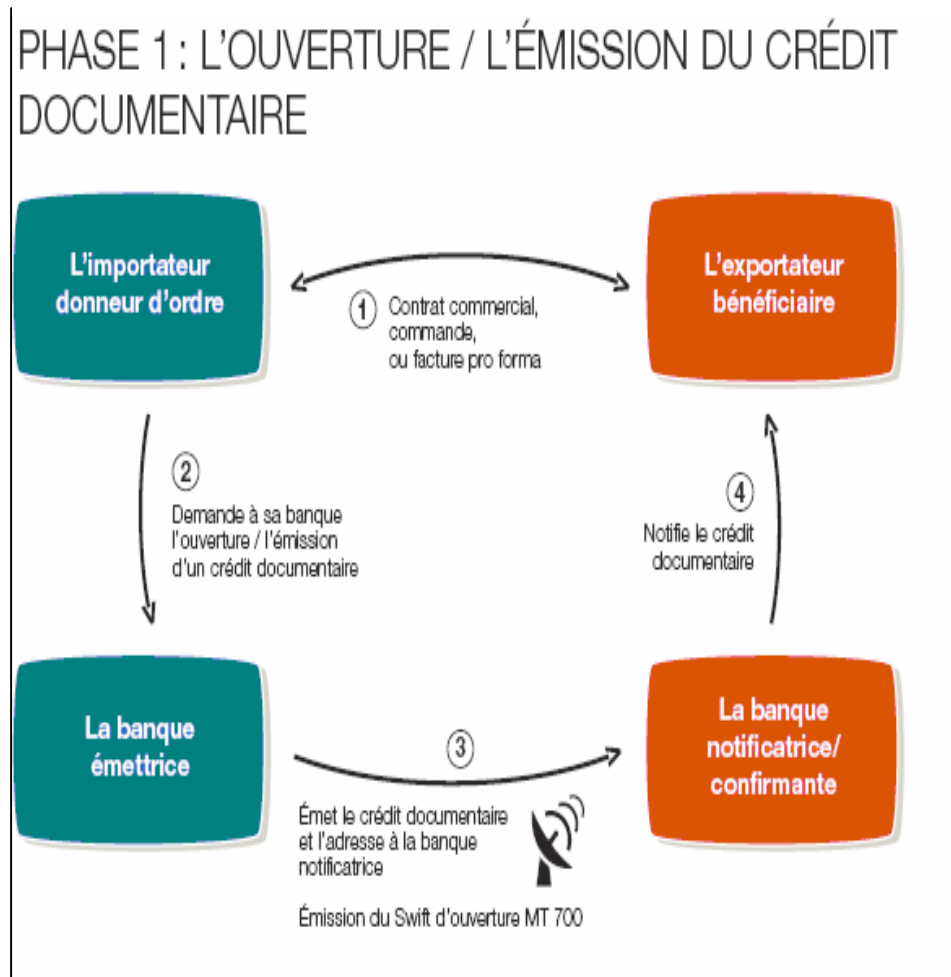 PHASE 1 : L'OUVERTURE / L'ÉMISSION DU CRÉDIT
DOCUMENTAIRE
L'importateur
donneur d'ordre
L'exportateur
bénéficiaire
1 Contrat commercial,
commande,
ou facture pro forma
2
Demande à sa banque
l'ouverture / l'émission
d'un crédit documentaire
4
Notifie le crédit
documentaire
La banque
émettrice
La banque
notificatrice/
confirmante
3
Émet le crédit documentaire
et l'adresse à la banque
notificatrice
Émission du Swift d'ouverture MT 700